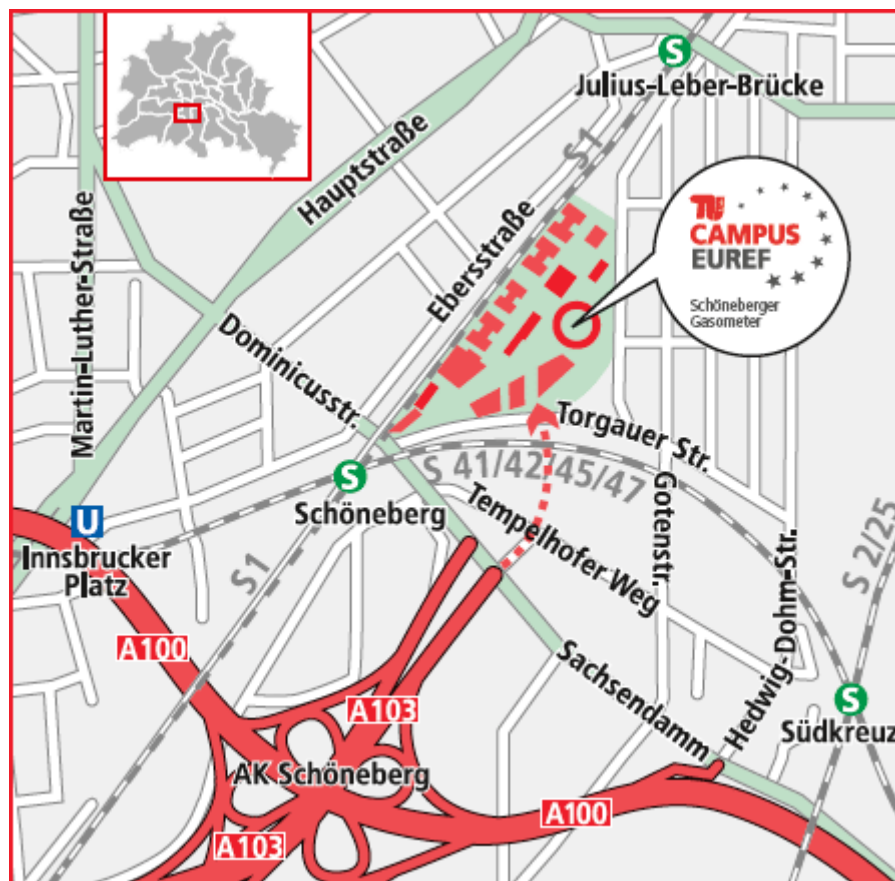 S
Julius-Leber-Brücke
Hauptstraße
S1
Martin-Luther-Straße
Ebersstraße
TU
CAMPUS
EUREF
Schöneberger
Gasometer
Dominicusstr.
Torgauer Str.
S 41/42/45/47
S
Schöneberg
Gotenstr.
Tempelhofer Weg
U
Innsbrucker
Platz
S1
S 2/25
Hedwig-Dohm-Str.
A100
Sachsendamm
S
Südkreuz
A103
AK Schöneberg
A100
A103